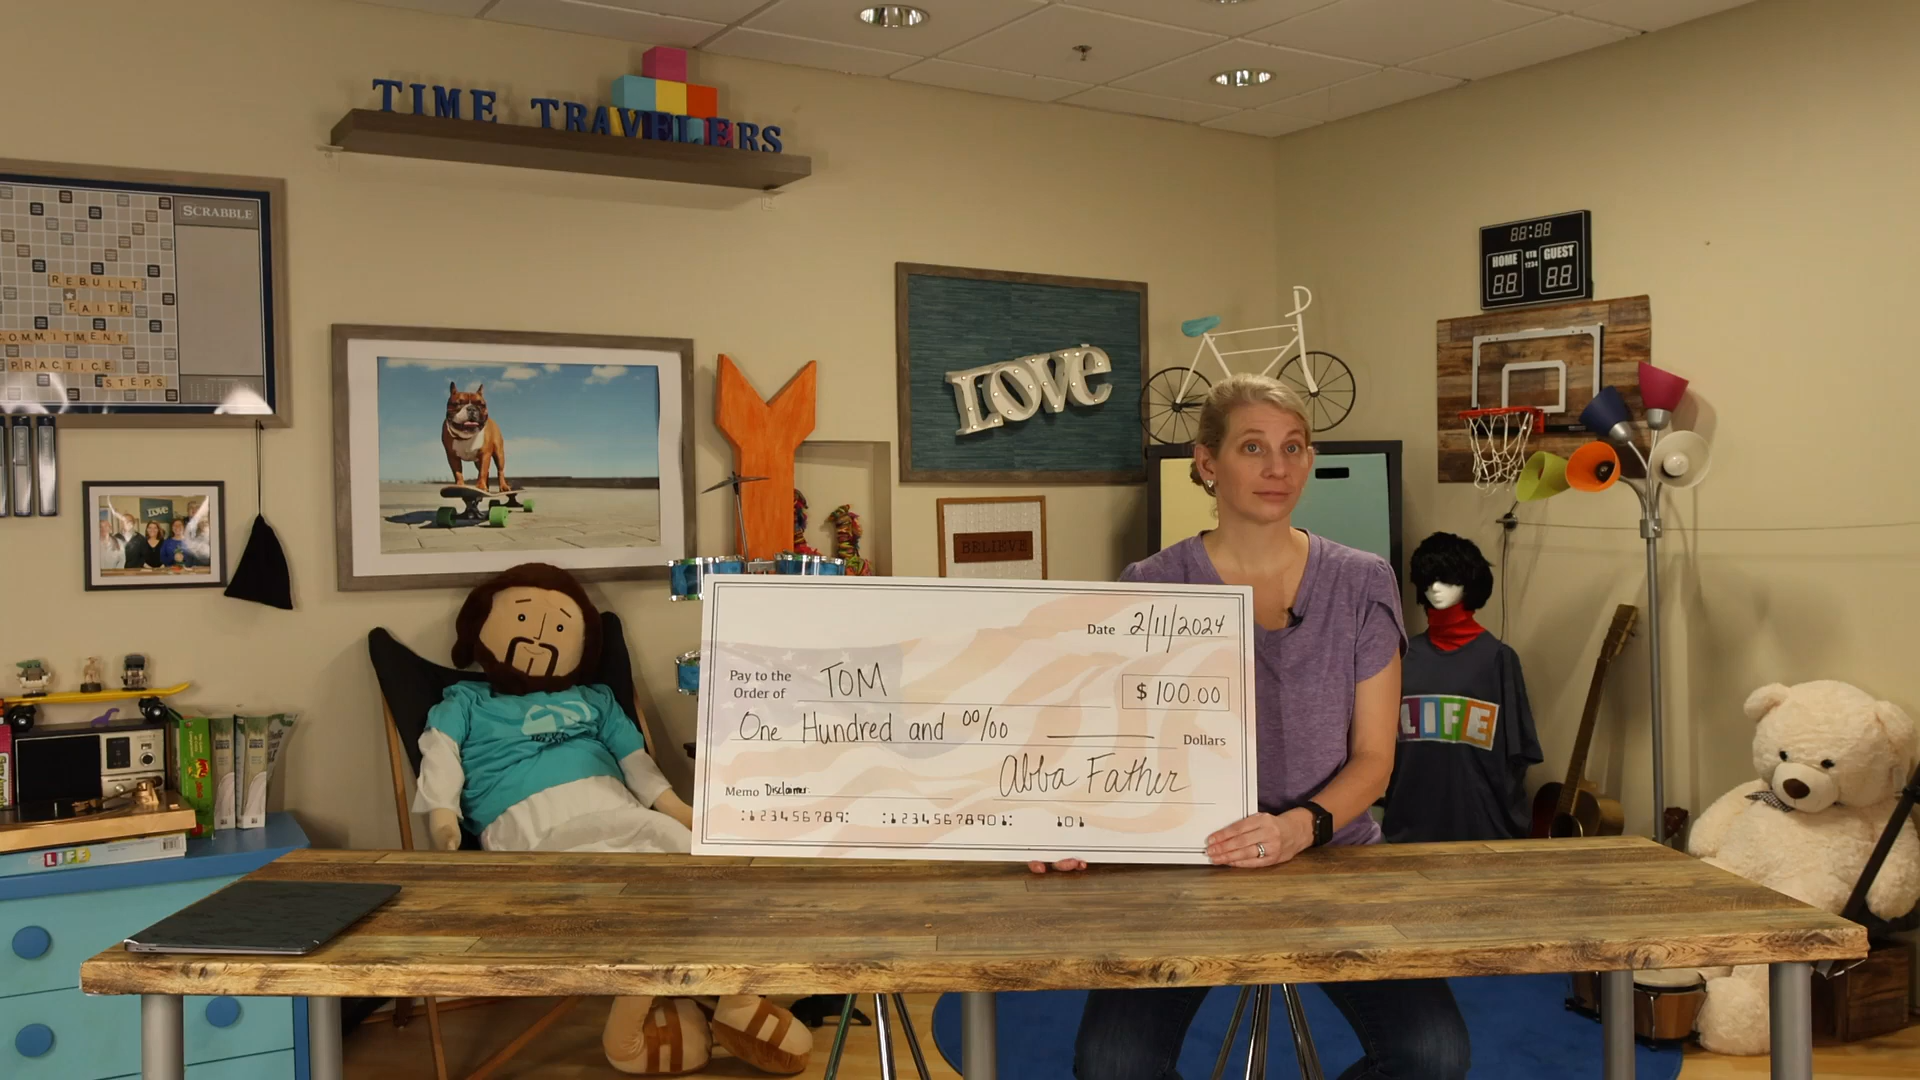 TIME TRAVELERS
SCRABBLE
REBUILT
FAITH
COMMITMENT
PRACTICE
STEPS
LOVE
BELIEVE
88:88
HOME
GUEST
88
88
LIFE
LIFE
Date 2/11/2024
Pay to the
Order of TOM
$ 100.00
One Hundred and 00/00 Dollars
Abba Father
Memo Disclaimer:
⑆123456789⑆ ⑆12345678901⑆ 101